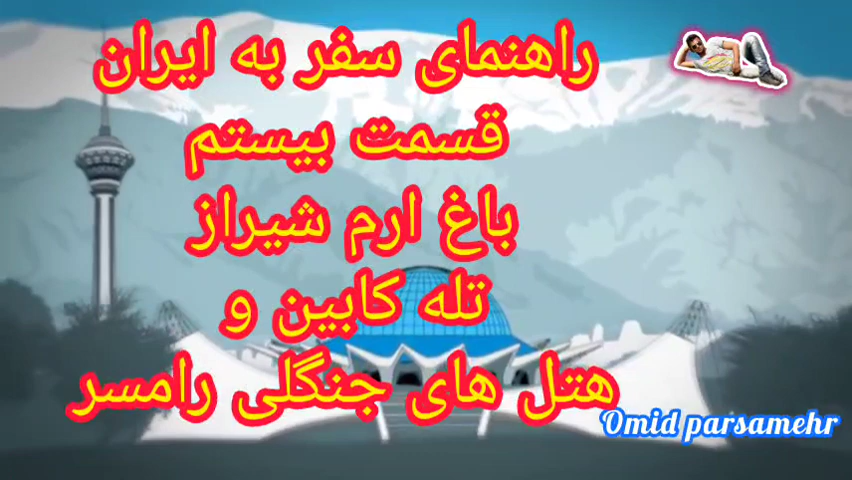 راهنمای سفر به ایران
قسمت بیستم
باغ ارم شیراز
تله کابین و
هتل های جنگلی رامسر
Omid parsamehr